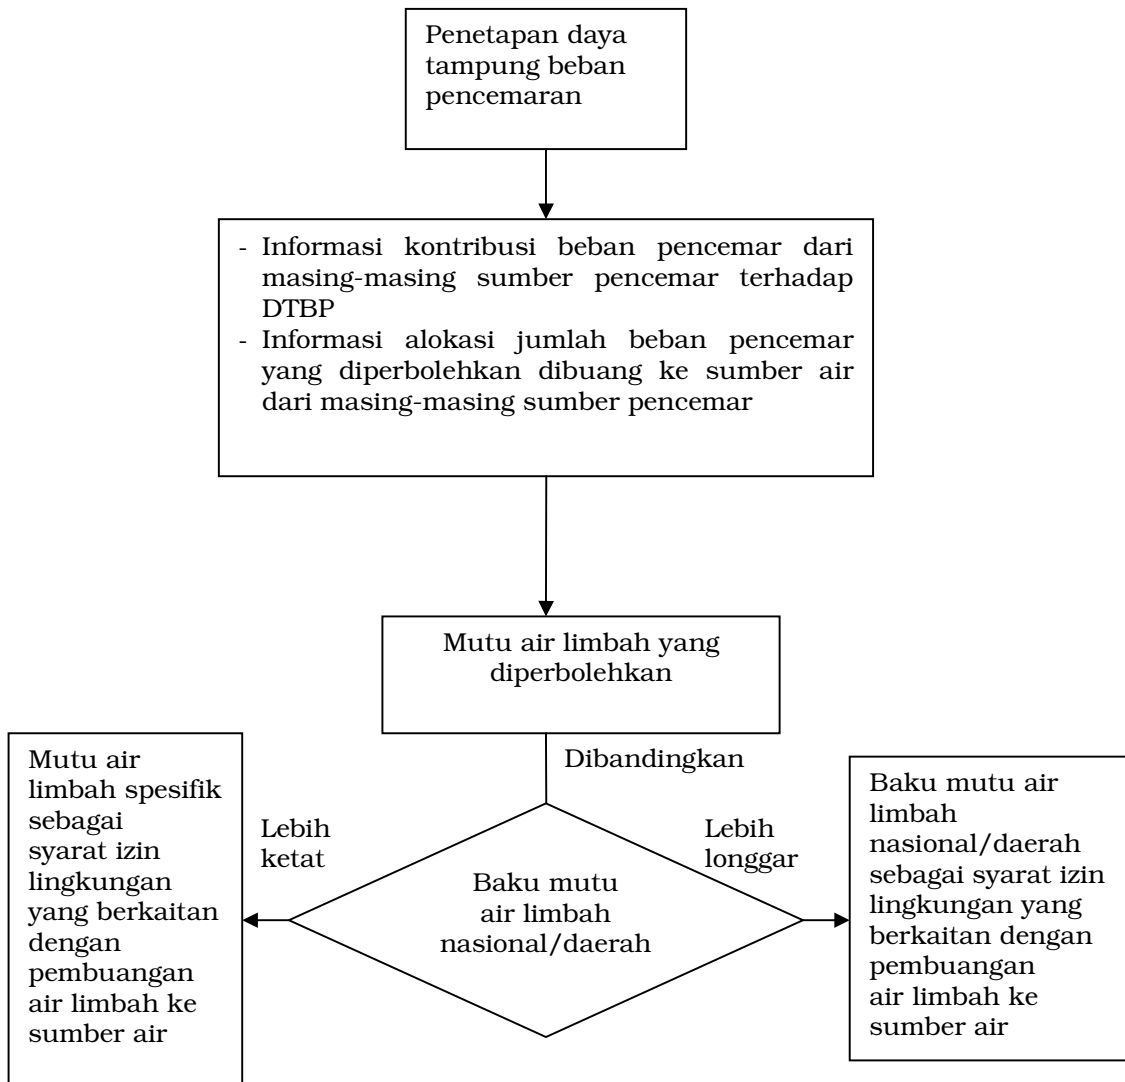 Penetapan daya
tampung beban
pencemaran
- Informasi kontribusi beban pencemar dari
masing-masing sumber pencemar terhadap
DTBP
- Informasi alokasi jumlah beban pencemar
yang diperbolehkan dibuang ke sumber air
dari masing-masing sumber pencemar
Mutu air limbah yang
diperbolehkan
Dibandingkan
Mutu air
limbah spesifik
sebagai
syarat izin
lingkungan
yang berkaitan
dengan
pembuangan
air limbah ke
sumber air
Lebih
ketat
Baku mutu
air limbah
nasional/daerah
Lebih
longgar
Baku mutu air
limbah
nasional/daerah
sebagai syarat izin
lingkungan yang
berkaitan dengan
pembuangan
air limbah ke
sumber air